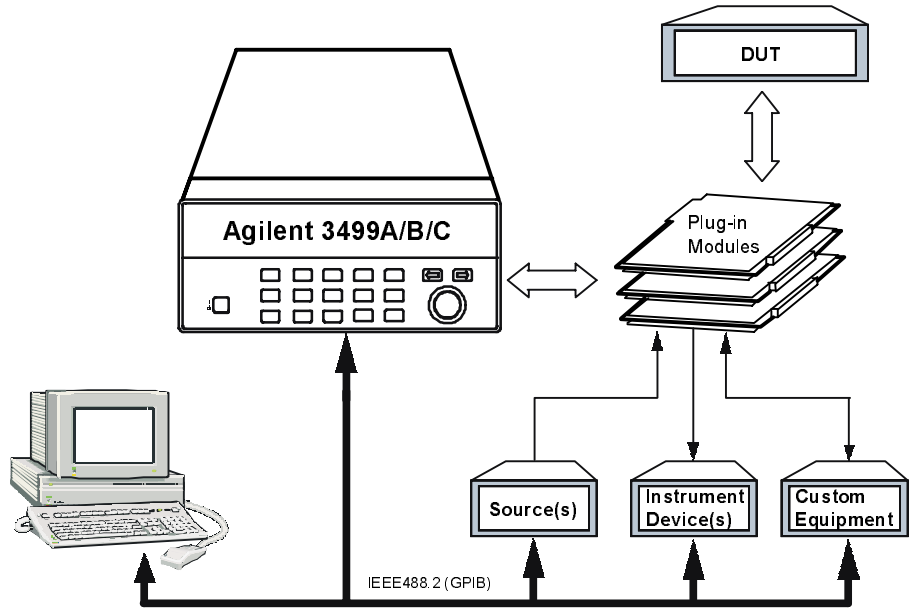 DUT
Agilent 3499A/B/C
Plug-in
Modules
Source(s)
Instrument
Device(s)
Custom
Equipment
IEEE488.2 (GPIB)